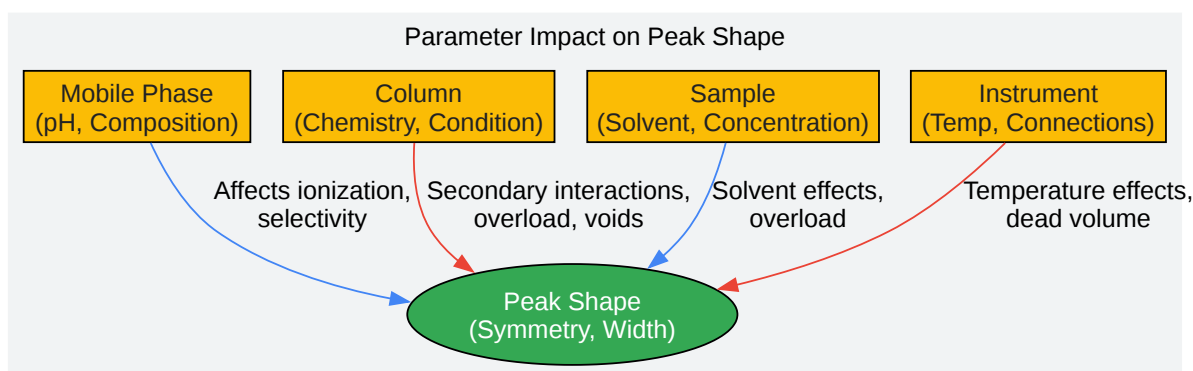 Parameter Impact on Peak Shape
Mobile Phase
(pH, Composition)
Column
(Chemistry, Condition)
Sample
(Solvent, Concentration)
Instrument
(Temp, Connections)
Affects ionization,
selectivity
Secondary interactions,
overload, voids
Solvent effects,
overload
Temperature effects,
dead volume
Peak Shape
(Symmetry, Width)